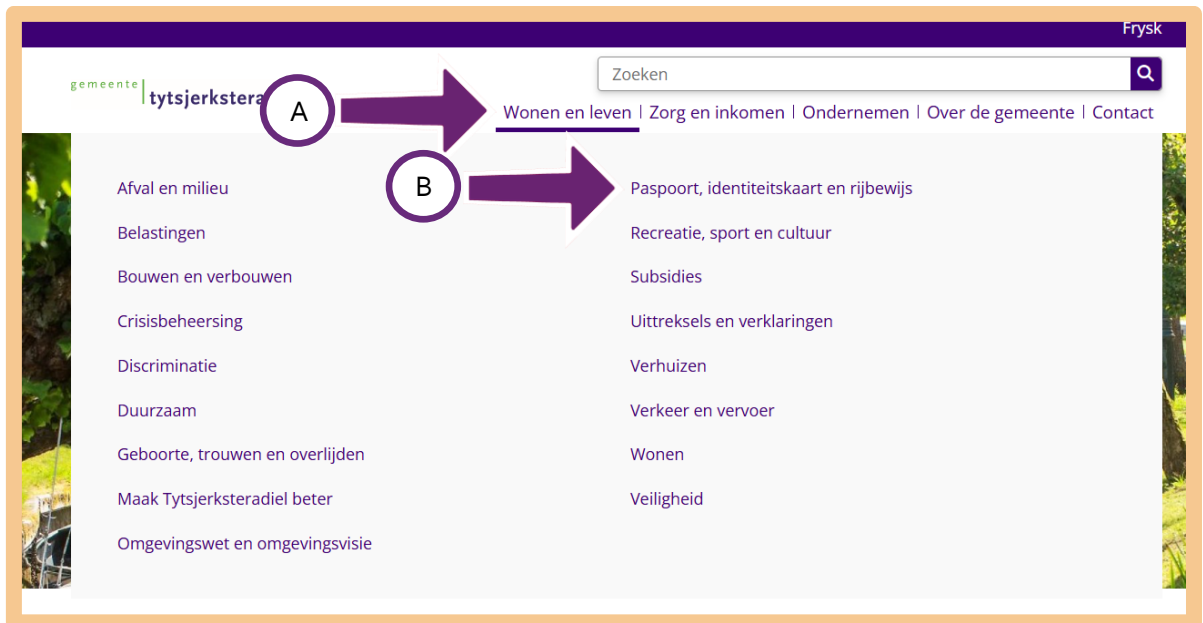 Frysk
Zoeken
gemeente
A
Wonen en leven | Zorg en inkomen | Ondernemen | Over de gemeente | Contact
B
Afval en milieu
Belastingen
Bouwen en verbouwen
Crisisbeheersing
Discriminatie
Duurzaam
Geboorte, trouwen en overlijden
Maak Tytsjerksteradiel beter
Omgevingswet en omgevingsvisie
Paspoort, identiteitskaart en rijbewijs
Recreatie, sport en cultuur
Subsidies
Uittreksels en verklaringen
Verhuizen
Verkeer en vervoer
Wonen
Veiligheid